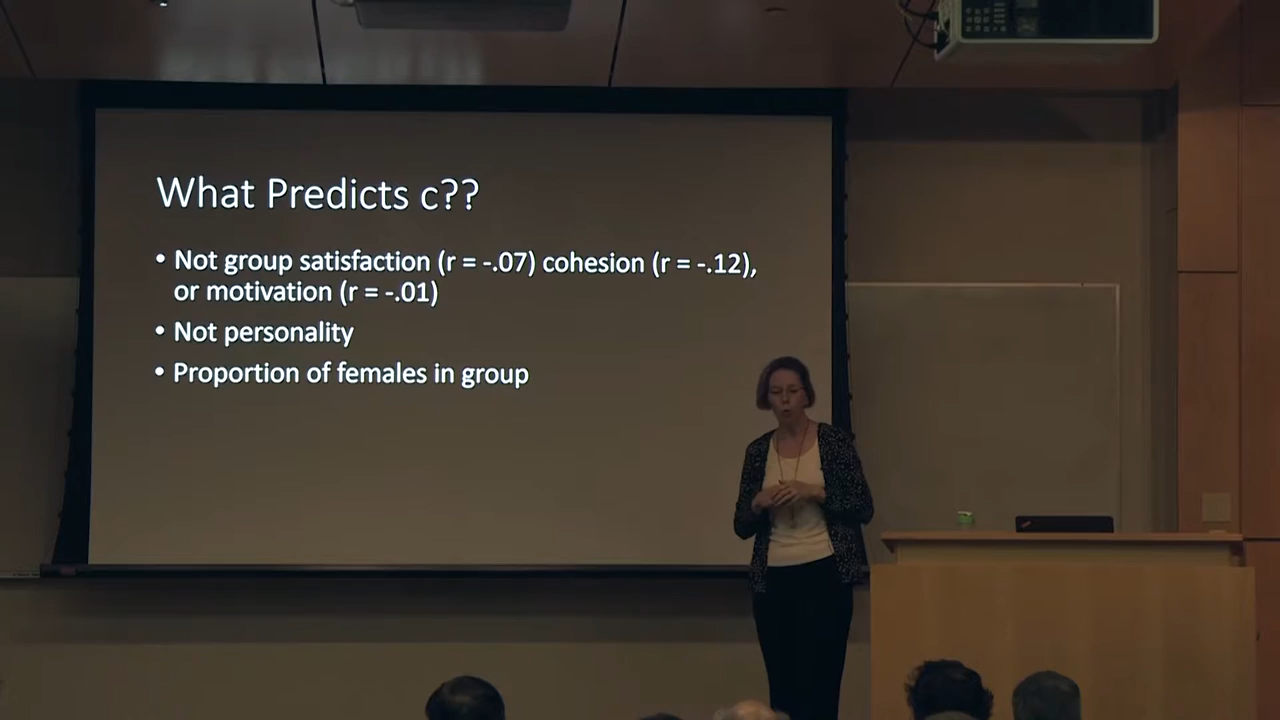 What Predicts c??
• Not group satisfaction (r = -.07) cohesion (r = -.12),
or motivation (r = -.01)
• Not personality
• Proportion of females in group